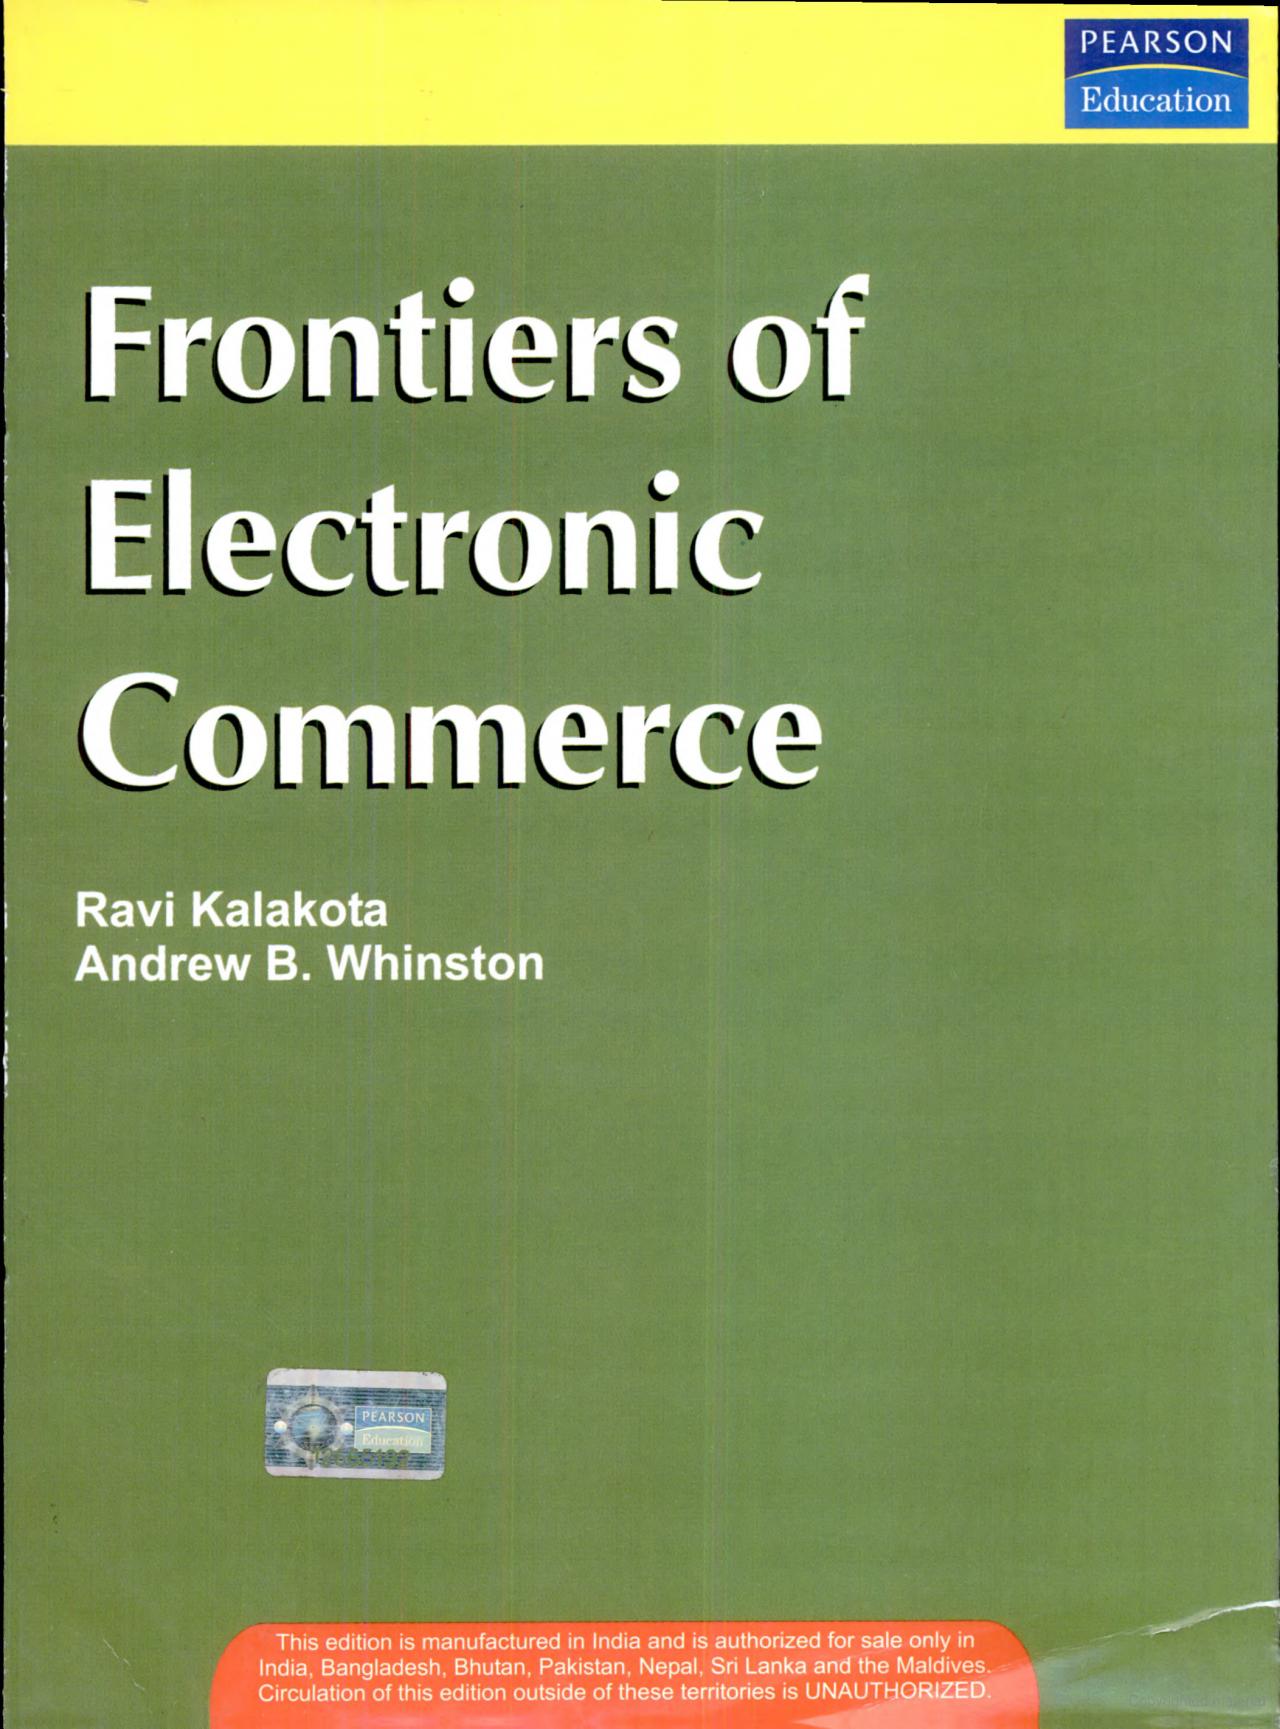 PEARSON
Education
Frontiers of
Electronic
Commerce
Ravi Kalakota
Andrew B. Whinston
PEARSON
Education
This edition is manufactured in India and is authorized for sale only in
India, Bangladesh, Bhutan, Pakistan, Nepal, Sri Lanka and the Maldives.
Circulation of this edition outside of these territories is UNAUTHORIZED.
Copyrighted material